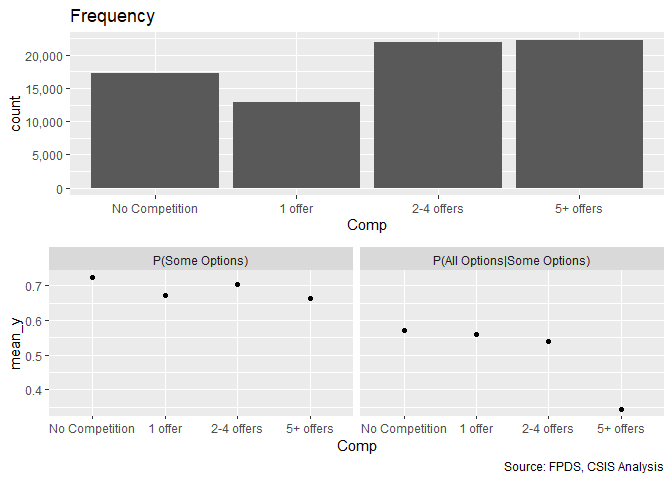 Frequency
20,000
15,000
10,000
5,000
0
count
No Competition 1 offer 2-4 offers 5+ offers
Comp
P(Some Options) P(All Options|Some Options)
0.7
0.6
0.5
0.4
mean_y
No Competition 1 offer 2-4 offers 5+ offers No Competition 1 offer 2-4 offers 5+ offers
Comp
Source: FPDS, CSIS Analysis